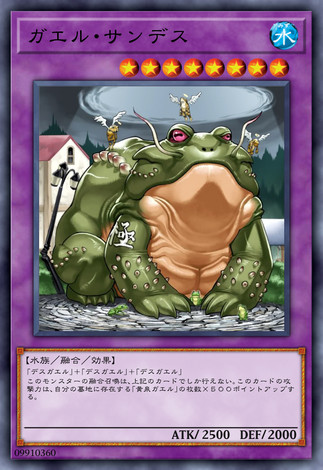 ガエル・サンデス
水
極
【水族／融合／効果】
「デスガエル」＋「デスガエル」＋「デスガエル」
このモンスターの融合召喚は、上記のカードでしか行えない。このカードの攻
撃力は、自分の墓地に存在する「黄泉ガエル」の枚数×５００ポイントアップす
る。
ATK/ 2500 DEF/ 2000
09910360